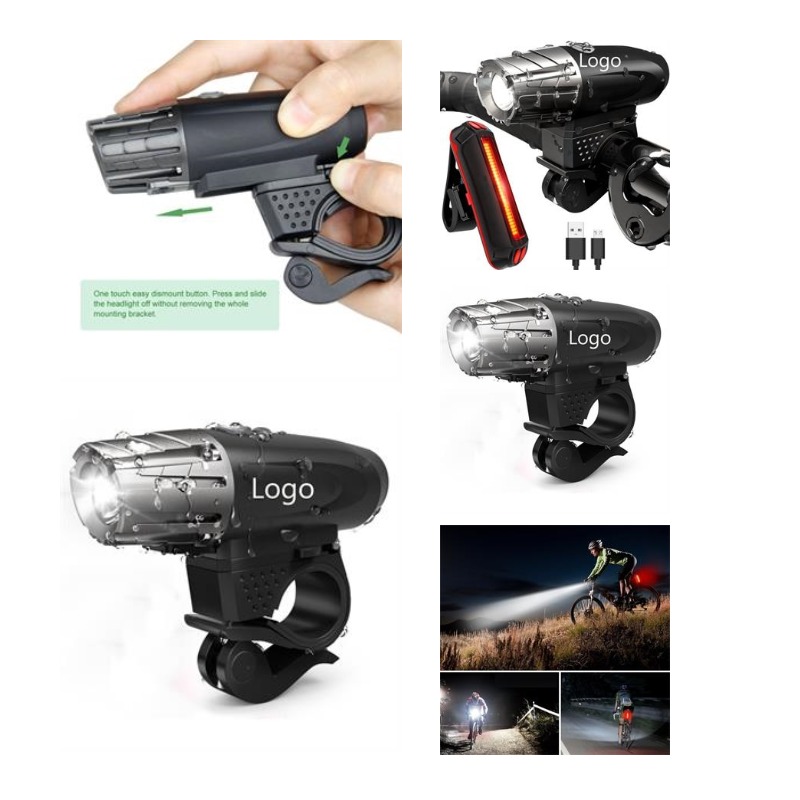 Logo
One touch easy dismount button. Press and slide
the headlight off without removing the whole
mounting bracket.
Logo
Logo